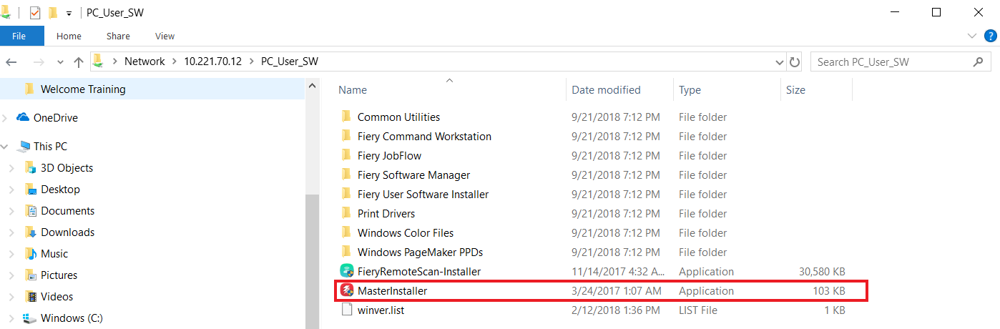 PC_User_SW
File Home Share View
Network 10.221.70.12 PC_User_SW Search PC_User_SW
Welcome Training
OneDrive
This PC
3D Objects
Desktop
Documents
Downloads
Music
Pictures
Videos
Windows (C:)
Name Date modified Type Size
Common Utilities 9/21/2018 7:12 PM File folder
Fiery Command Workstation 9/21/2018 7:12 PM File folder
Fiery JobFlow 9/21/2018 7:12 PM File folder
Fiery Software Manager 9/21/2018 7:12 PM File folder
Fiery User Software Installer 9/21/2018 7:12 PM File folder
Print Drivers 9/21/2018 7:12 PM File folder
Windows Color Files 9/21/2018 7:12 PM File folder
Windows PageMaker PPDs 9/21/2018 7:12 PM File folder
FieryRemoteScan-Installer 11/14/2017 4:32 A... Application 30,580 KB
MasterInstaller 3/24/2017 1:07 AM Application 103 KB
winver.list 2/12/2018 1:36 PM LIST File 1 KB